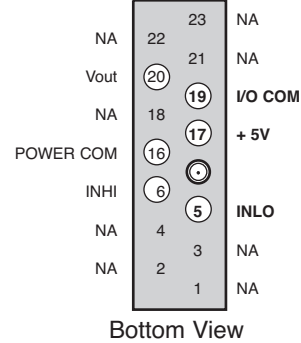 23 NA
NA 22
21 NA
Vout 20
19 I/O COM
NA 18
17 + 5V
POWER COM 16
INHI 6
5 INLO
NA 4
3 NA
NA 2
1 NA
Bottom View